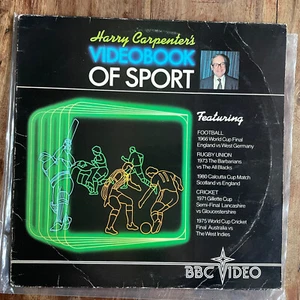 Harry Carpenter's
VIDEOBOOK
OF SPORT
Featuring
FOOTBALL
1966 World Cup Final
England vs West Germany
RUGBY UNION
1973 The Barbarians
vs The All Blacks
1980 Calcutta Cup Match
Scotland vs England
CRICKET
1971 Gillette Cup
Semi-Final Lancashire
vs Gloucestershire
1975 World Cup Cricket
Final Australia vs
The West Indies
BBC VIDEO